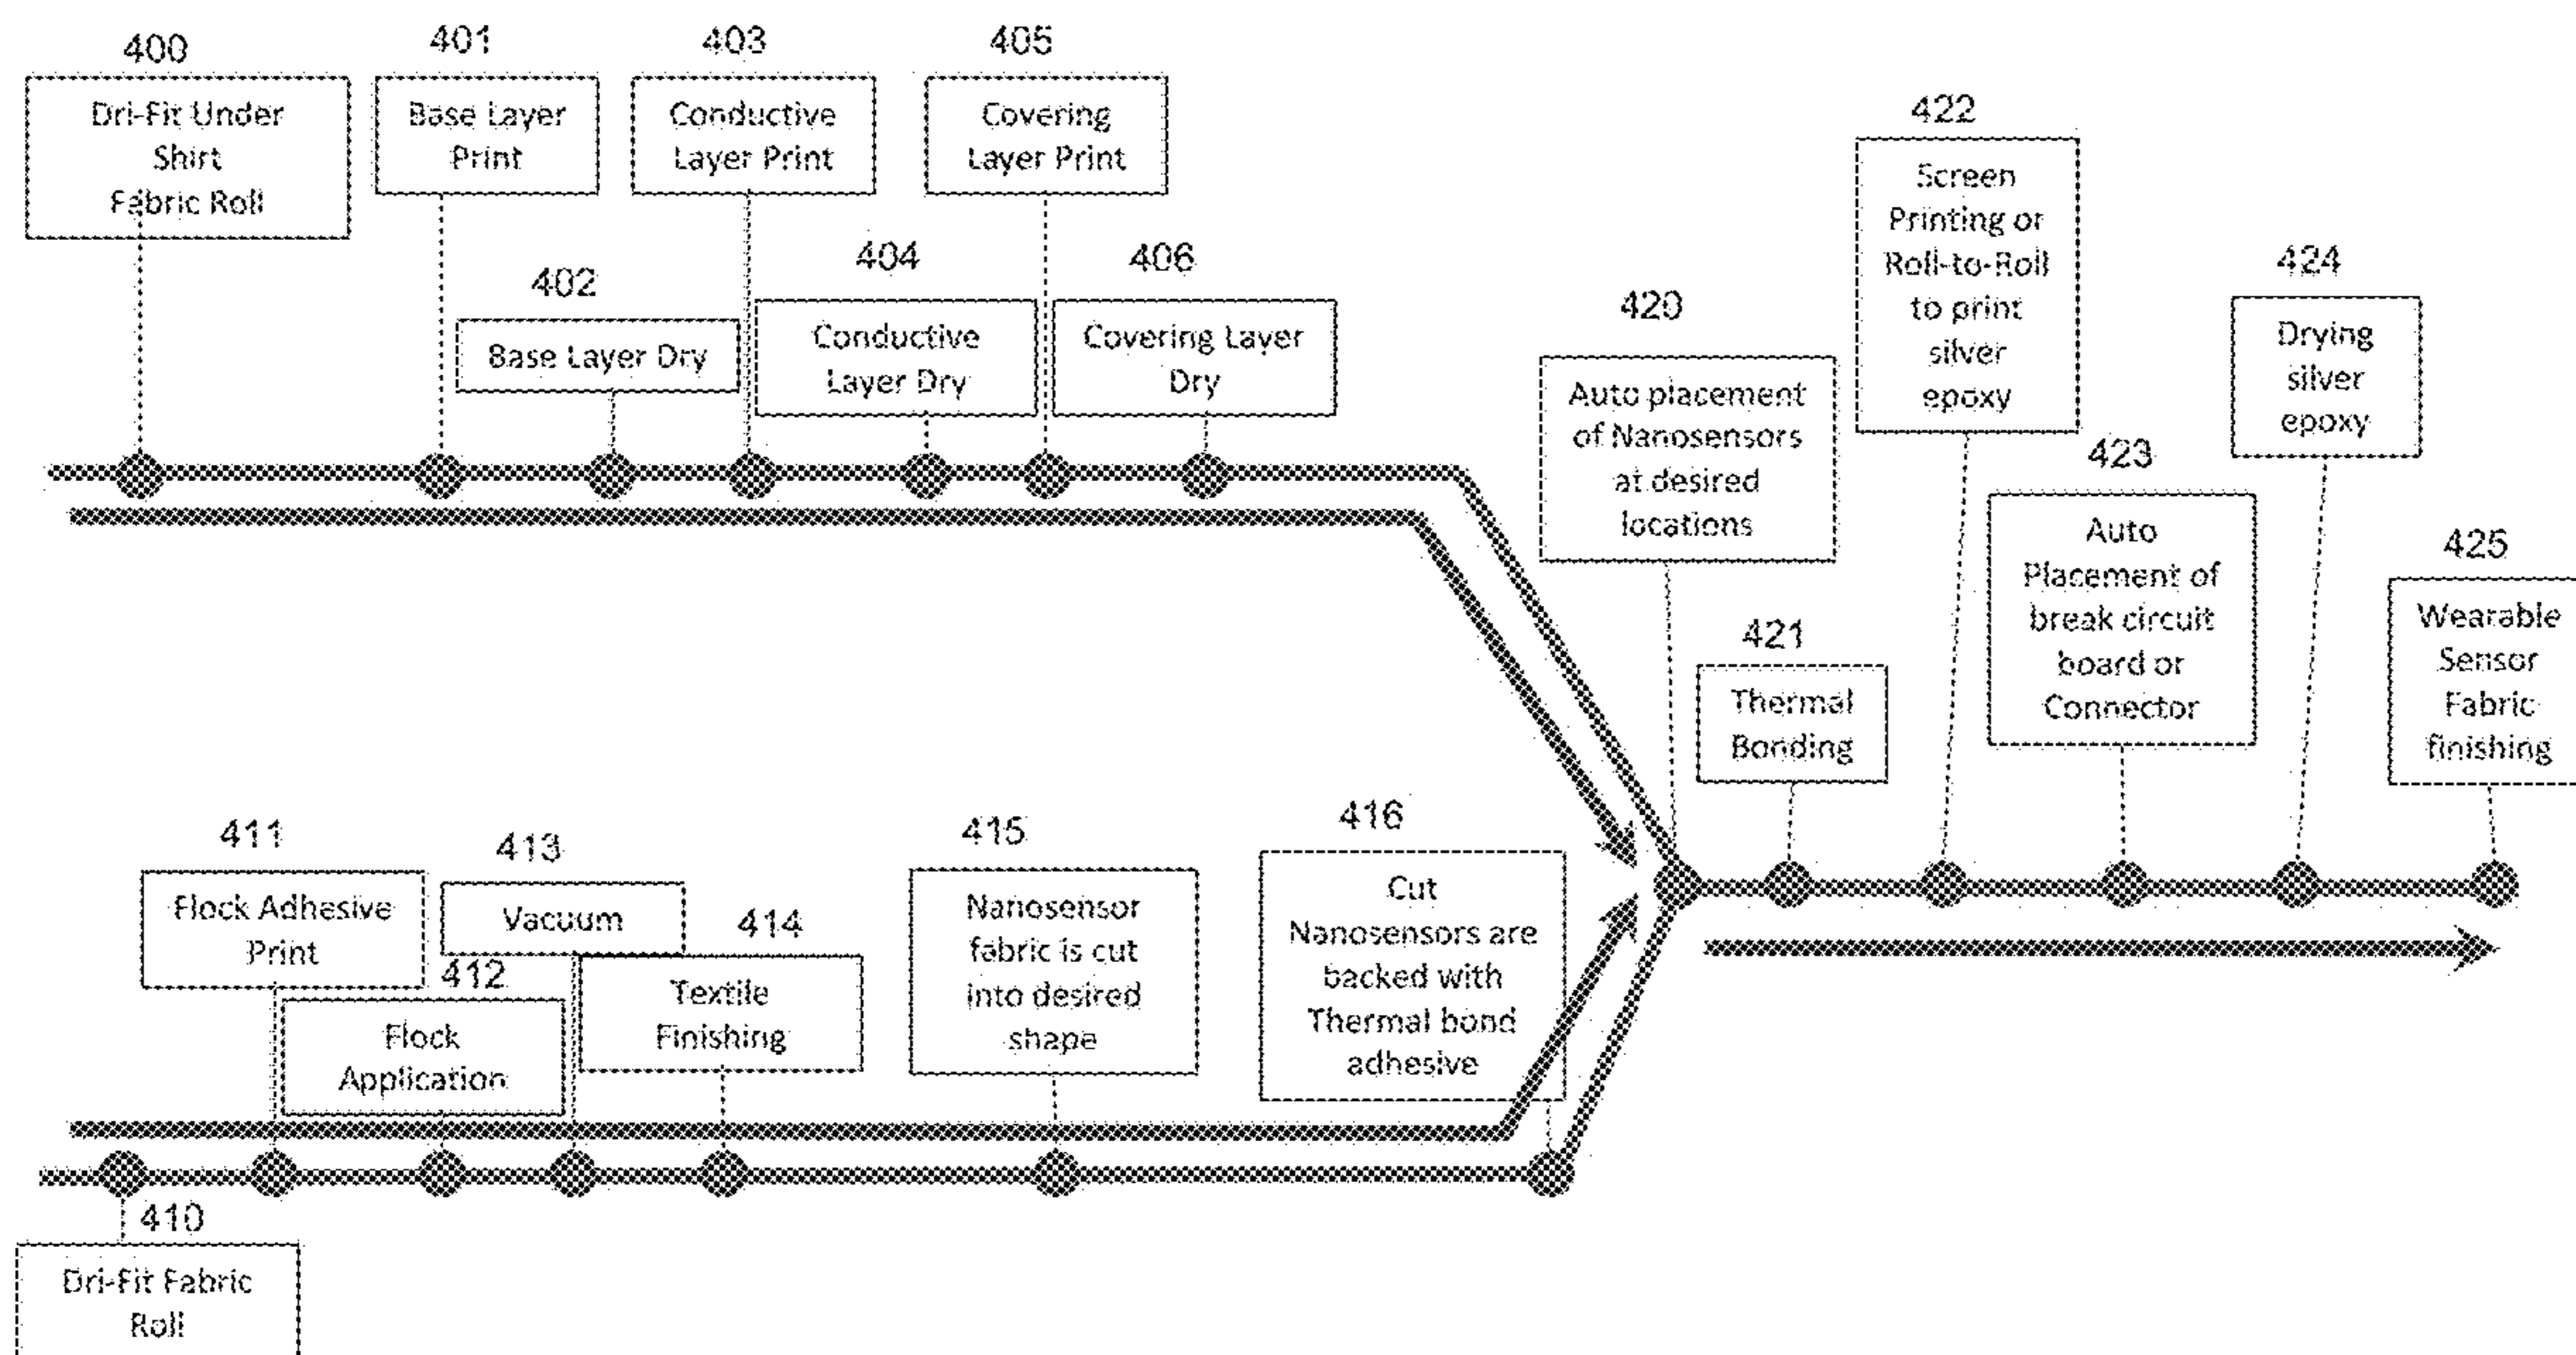 400
Dri-Fit Under
Shirt
Fabric Roll
401
Base Layer
Print
402
Base Layer Dry
403
Conductive
Layer Print
404
Conductive
Layer Dry
405
Covering
Layer Print
406
Covering Layer
Dry
410
Dri-Fit Fabric
Roll
411
Flock Adhesive
Print
412
Flock
Application
413
Vacuum
414
Textile
Finishing
415
Nanosensor
fabric is cut
into desired
shape
416
Cut
Nanosensors are
backed with
Thermal bond
adhesive
420
Auto placement
of Nanosensors
at desired
locations
421
Thermal
Bonding
422
Screen
Printing or
Roll-to-Roll
to print
silver
epoxy
423
Auto
Placement of
break circuit
board or
Connector
424
Drying
silver
epoxy
425
Wearable
Sensor
Fabric
finishing